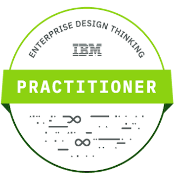 ENTERPRISE DESIGN THINKING
IBM
PRACTITIONER